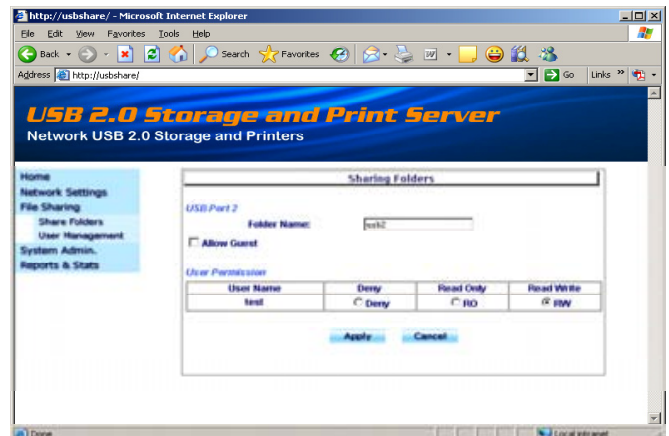 http://usbshare/ - Microsoft Internet Explorer
File Edit View Favorites Tools Help
Back Search Favorites
Address http://usbshare/ Go Links »
USB 2.0 Storage and Print Server
Network USB 2.0 Storage and Printers
Home
Network Settings
File Sharing
Share Folders
User Management
System Admin.
Reports & Stats
Sharing Folders
USB Port 2
Folder Name: usb2
Allow Guest
User Permission
User Name Deny Read Only Read Write
test Deny RO RW
Apply Cancel
Done Local intranet